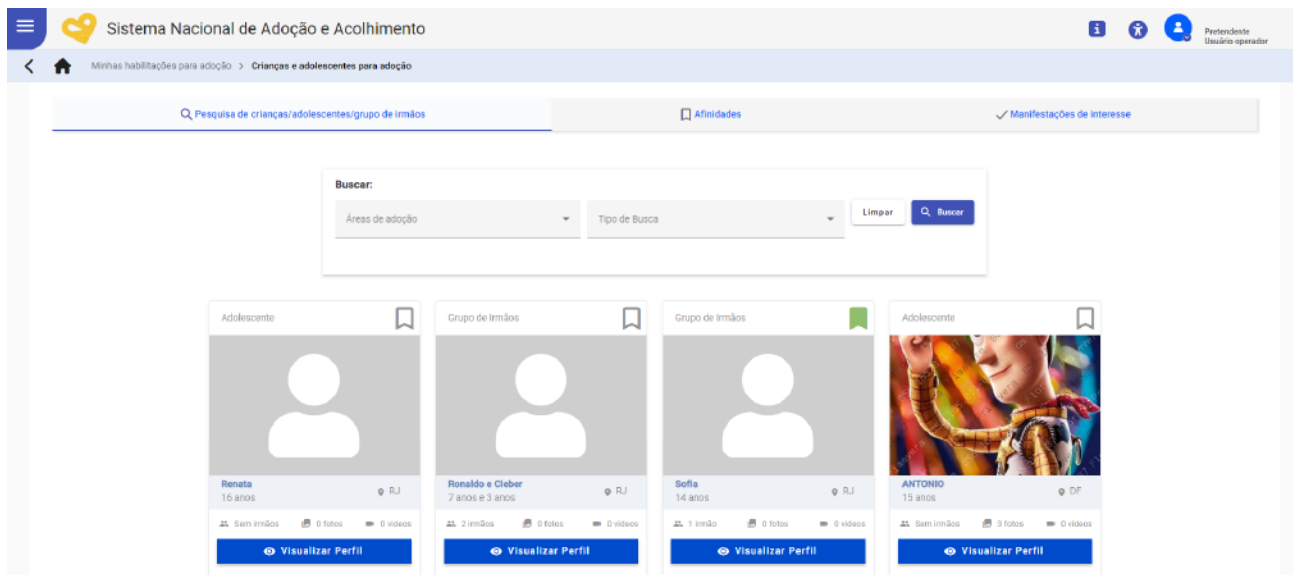 Sistema Nacional de Adoção e Acolhimento
Pretendente
Usuário operador
Minhas habilitações para adoção > Crianças e adolescentes para adoção
Pesquisa de crianças/adolescentes/grupo de irmãos
Afinidades
Manifestações de interesse
Buscar:
Áreas de adoção
Tipo de Busca
Limpar
Buscar
Adolescente
Renata
16 anos
RJ
Sem irmãos 0 fotos 0 vídeos
Visualizar Perfil
Grupo de Irmãos
Ronaldo e Cleber
7 anos e 3 anos
RJ
2 irmãos 0 fotos 0 vídeos
Visualizar Perfil
Grupo de Irmãos
Sofia
14 anos
RJ
1 irmão 0 fotos 0 vídeos
Visualizar Perfil
Adolescente
ANTONIO
15 anos
DF
Sem irmãos 3 fotos 0 vídeos
Visualizar Perfil